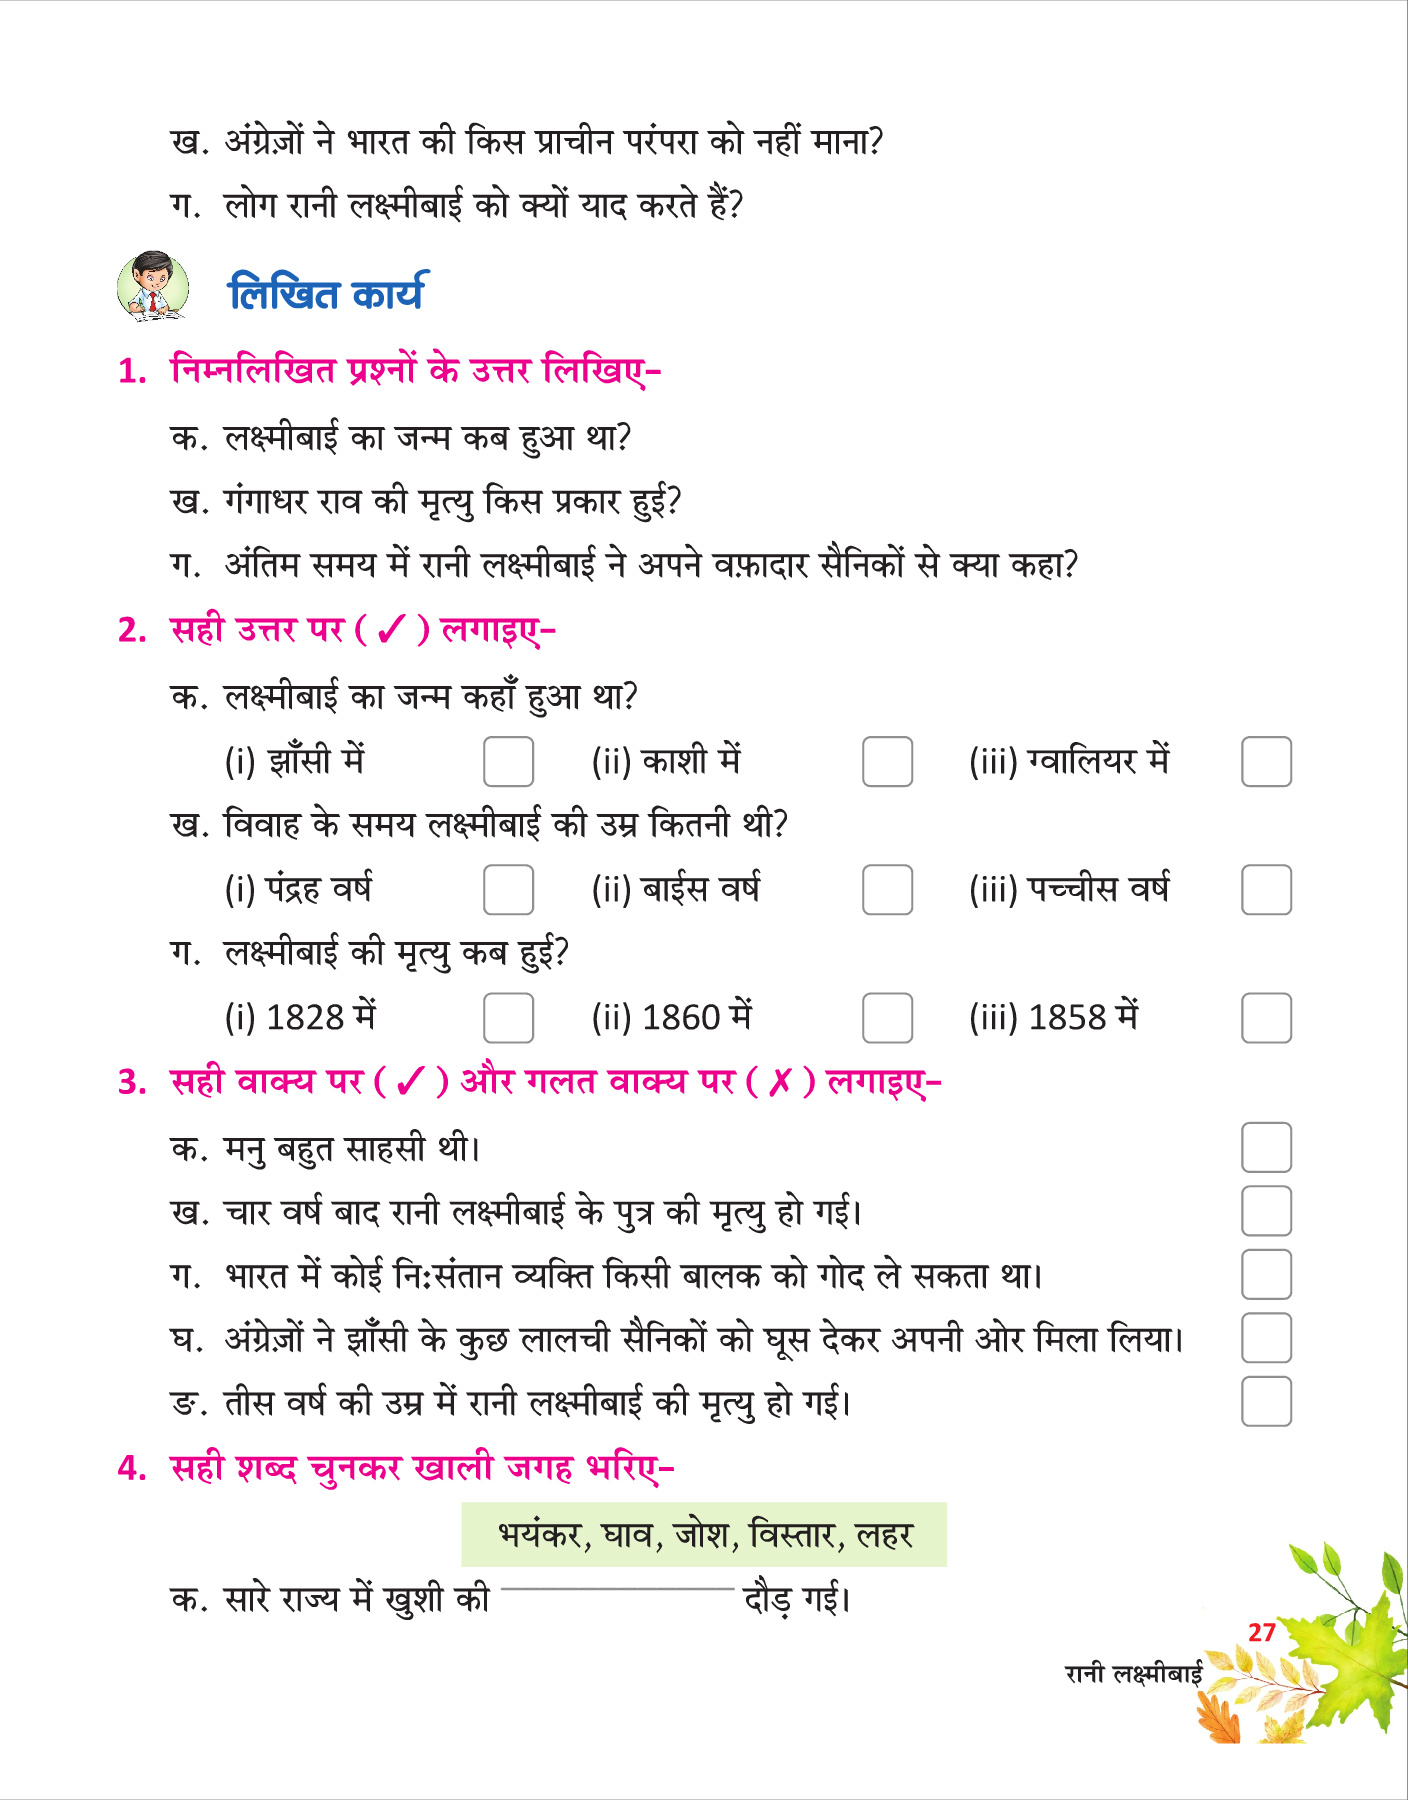 ख. अंग्रेज़ों ने भारत की किस प्राचीन परंपरा को नहीं माना?
ग. लोग रानी लक्ष्मीबाई को क्यों याद करते हैं?
लिखित कार्य
1. निम्नलिखित प्रश्नों के उत्तर लिखिए–
क. लक्ष्मीबाई का जन्म कब हुआ था?
ख. गंगाधर राव की मृत्यु किस प्रकार हुई?
ग. अंतिम समय में रानी लक्ष्मीबाई ने अपने वफ़ादार सैनिकों से क्या कहा?
2. सही उत्तर पर (✓) लगाइए–
क. लक्ष्मीबाई का जन्म कहाँ हुआ था?
(i) झाँसी में (ii) काशी में (iii) ग्वालियर में
ख. विवाह के समय लक्ष्मीबाई की उम्र कितनी थी?
(i) पंद्रह वर्ष (ii) बाईस वर्ष (iii) पच्चीस वर्ष
ग. लक्ष्मीबाई की मृत्यु कब हुई?
(i) 1828 में (ii) 1860 में (iii) 1858 में
3. सही वाक्य पर (✓) और गलत वाक्य पर (✗) लगाइए–
क. मनु बहुत साहसी थी।
ख. चार वर्ष बाद रानी लक्ष्मीबाई के पुत्र की मृत्यु हो गई।
ग. भारत में कोई निःसंतान व्यक्ति किसी बालक को गोद ले सकता था।
घ. अंग्रेज़ों ने झाँसी के कुछ लालची सैनिकों को घूस देकर अपनी ओर मिला लिया।
ङ. तीस वर्ष की उम्र में रानी लक्ष्मीबाई की मृत्यु हो गई।
4. सही शब्द चुनकर खाली जगह भरिए–
भयंकर, घाव, जोश, विस्तार, लहर
क. सारे राज्य में खुशी की ____________ दौड़ गई।
27
रानी लक्ष्मीबाई